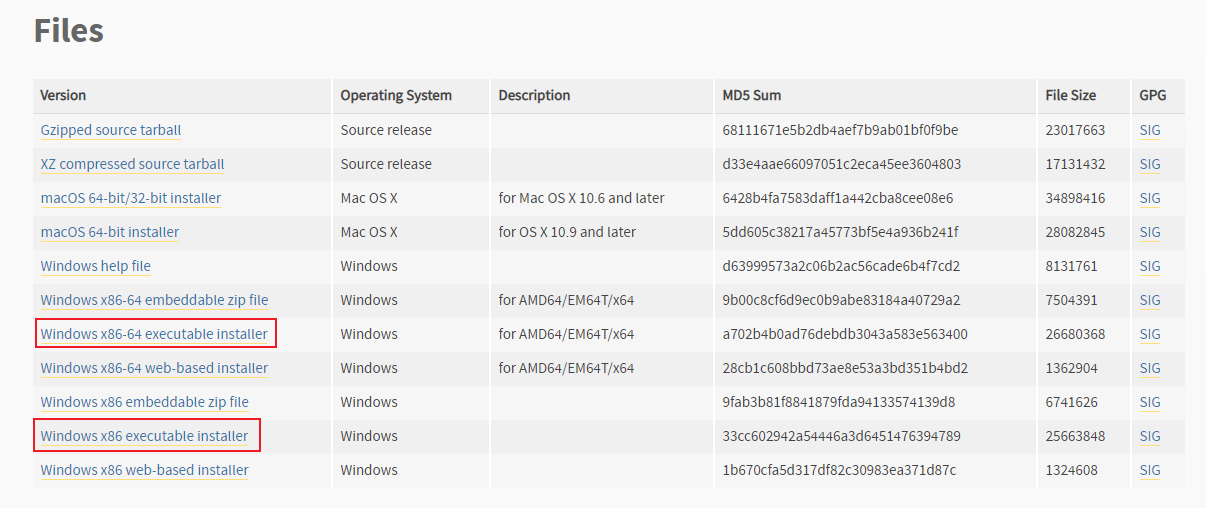 Files
Version Operating System Description MD5 Sum File Size GPG
Gzipped source tarball Source release 68111671e5b2db4aef7b9ab01bf0f9be 23017663 SIG
XZ compressed source tarball Source release d33e4aae66097051c2eca45ee3604803 17131432 SIG
macOS 64-bit/32-bit installer Mac OS X for Mac OS X 10.6 and later 6428b4fa7583daff1a442cba8cee08e6 34898416 SIG
macOS 64-bit installer Mac OS X for OS X 10.9 and later 5dd605c38217a45773bf5e4a936b241f 28082845 SIG
Windows help file Windows d63999573a2c06b2ac56cade6b4f7cd2 8131761 SIG
Windows x86-64 embeddable zip file Windows for AMD64/EM64T/x64 9b00c8cf6d9ec0b9abe83184a40729a2 7504391 SIG
Windows x86-64 executable installer Windows for AMD64/EM64T/x64 a702b4b0ad76debdb3043a583e563400 26680368 SIG
Windows x86-64 web-based installer Windows for AMD64/EM64T/x64 28cb1c608bbd73ae8e53a3bd351b4bd2 1362904 SIG
Windows x86 embeddable zip file Windows 9fab3b81f8841879fda94133574139d8 6741626 SIG
Windows x86 executable installer Windows 33cc602942a54446a3d6451476394789 25663848 SIG
Windows x86 web-based installer Windows 1b670cfa5d317df82c30983ea371d87c 1324608 SIG